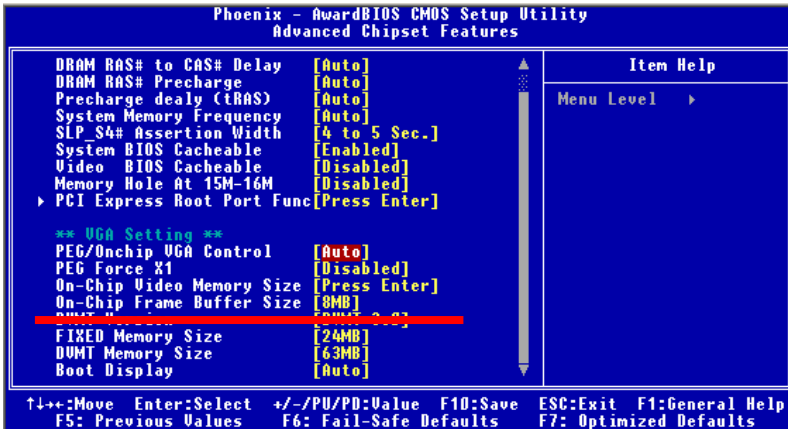 Phoenix - AwardBIOS CMOS Setup Utility
Advanced Chipset Features
DRAM RAS# to CAS# Delay [Auto]
DRAM RAS# Precharge [Auto]
Precharge dealy (tRAS) [Auto]
System Memory Frequency [Auto]
SLP_S4# Assertion Width [4 to 5 Sec.]
System BIOS Cacheable [Enabled]
Video BIOS Cacheable [Disabled]
Memory Hole At 15M-16M [Disabled]
▸ PCI Express Root Port Func[Press Enter]
** VGA Setting **
PEG/Onchip VGA Control [Auto]
PEG Force X1 [Disabled]
On-Chip Video Memory Size [Press Enter]
On-Chip Frame Buffer Size [8MB]
FIXED Memory Size [24MB]
DVMT Memory Size [63MB]
Boot Display [Auto]
Item Help
Menu Level ▸
↑↓→←:Move Enter:Select +/-/PU/PD:Value F10:Save ESC:Exit F1:General Help
F5: Previous Values F6: Fail-Safe Defaults F7: Optimized Defaults